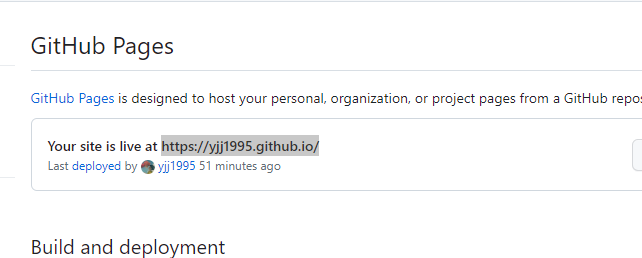 GitHub Pages
GitHub Pages is designed to host your personal, organization, or project pages from a GitHub
Your site is live at https://yjj1995.github.io/
Last deployed by yjj1995 51 minutes ago
Build and deployment